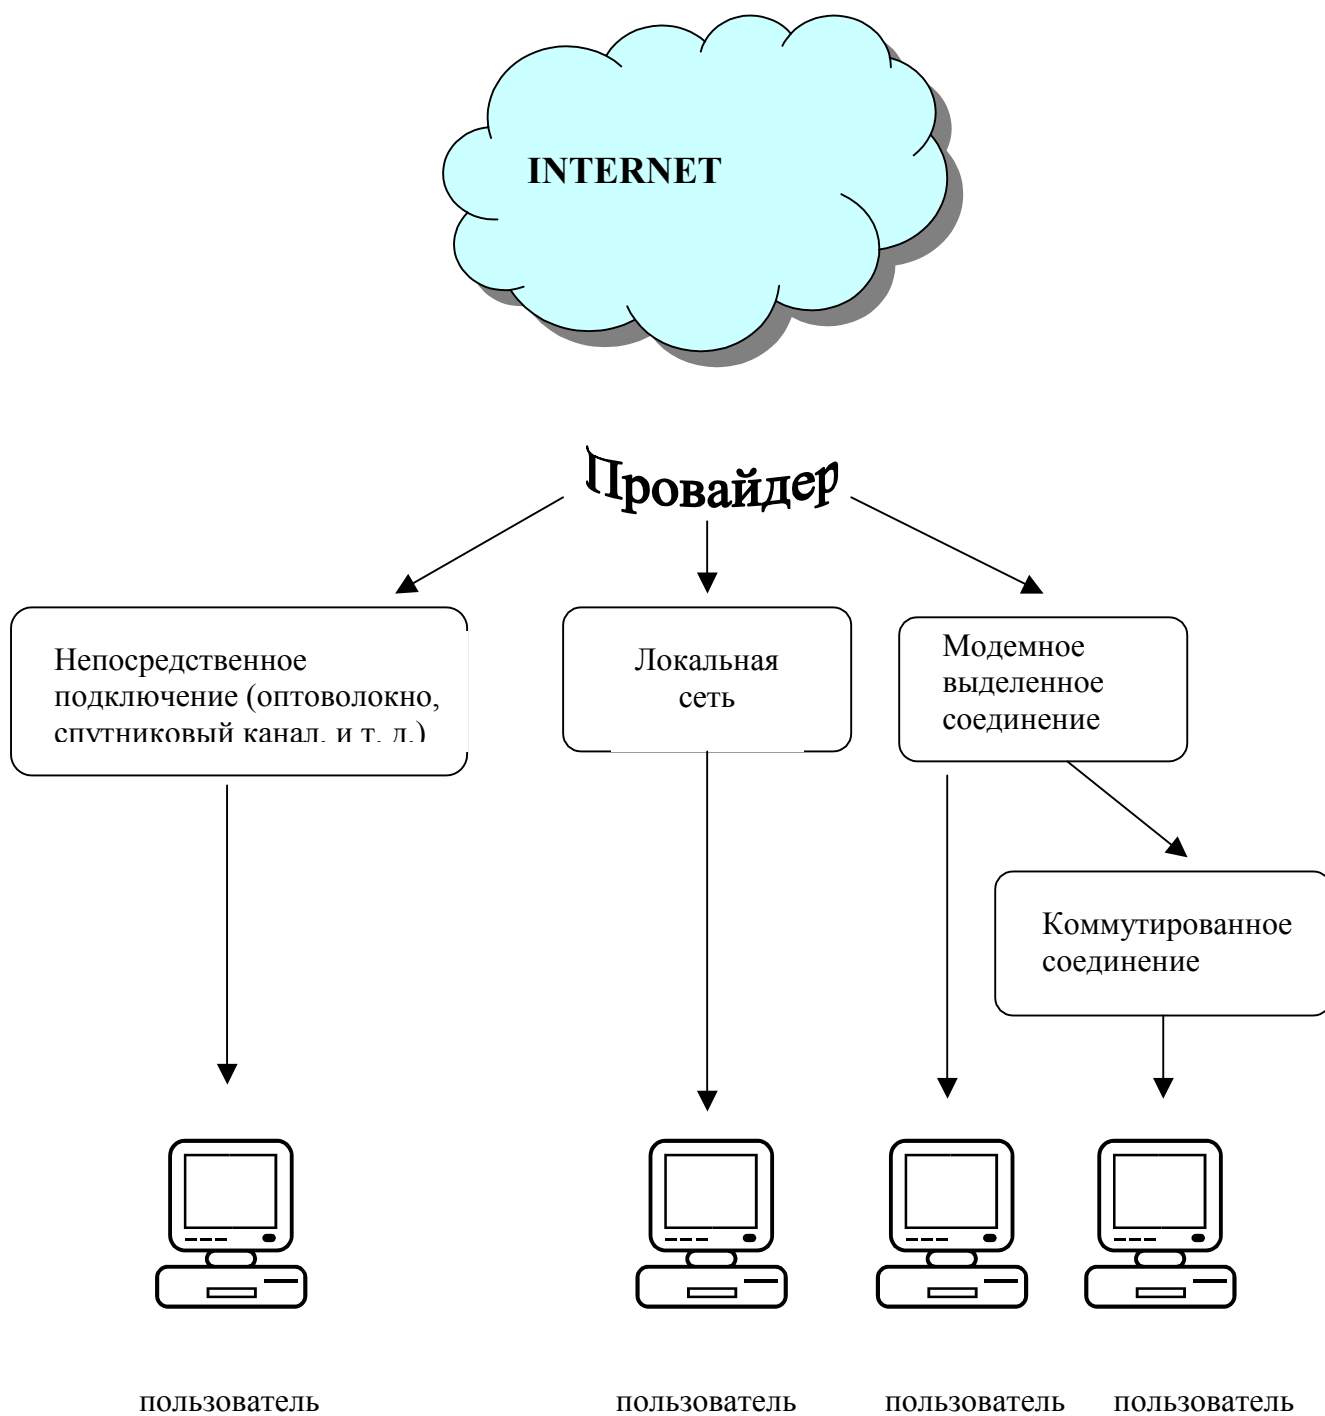 INTERNET
Провайдер
Непосредственное
подключение (оптоволокно,
спутниковый канал, и т. д.)
Локальная
сеть
Модемное
выделенное
соединение
Коммутированное
соединение
пользователь
пользователь
пользователь
пользователь